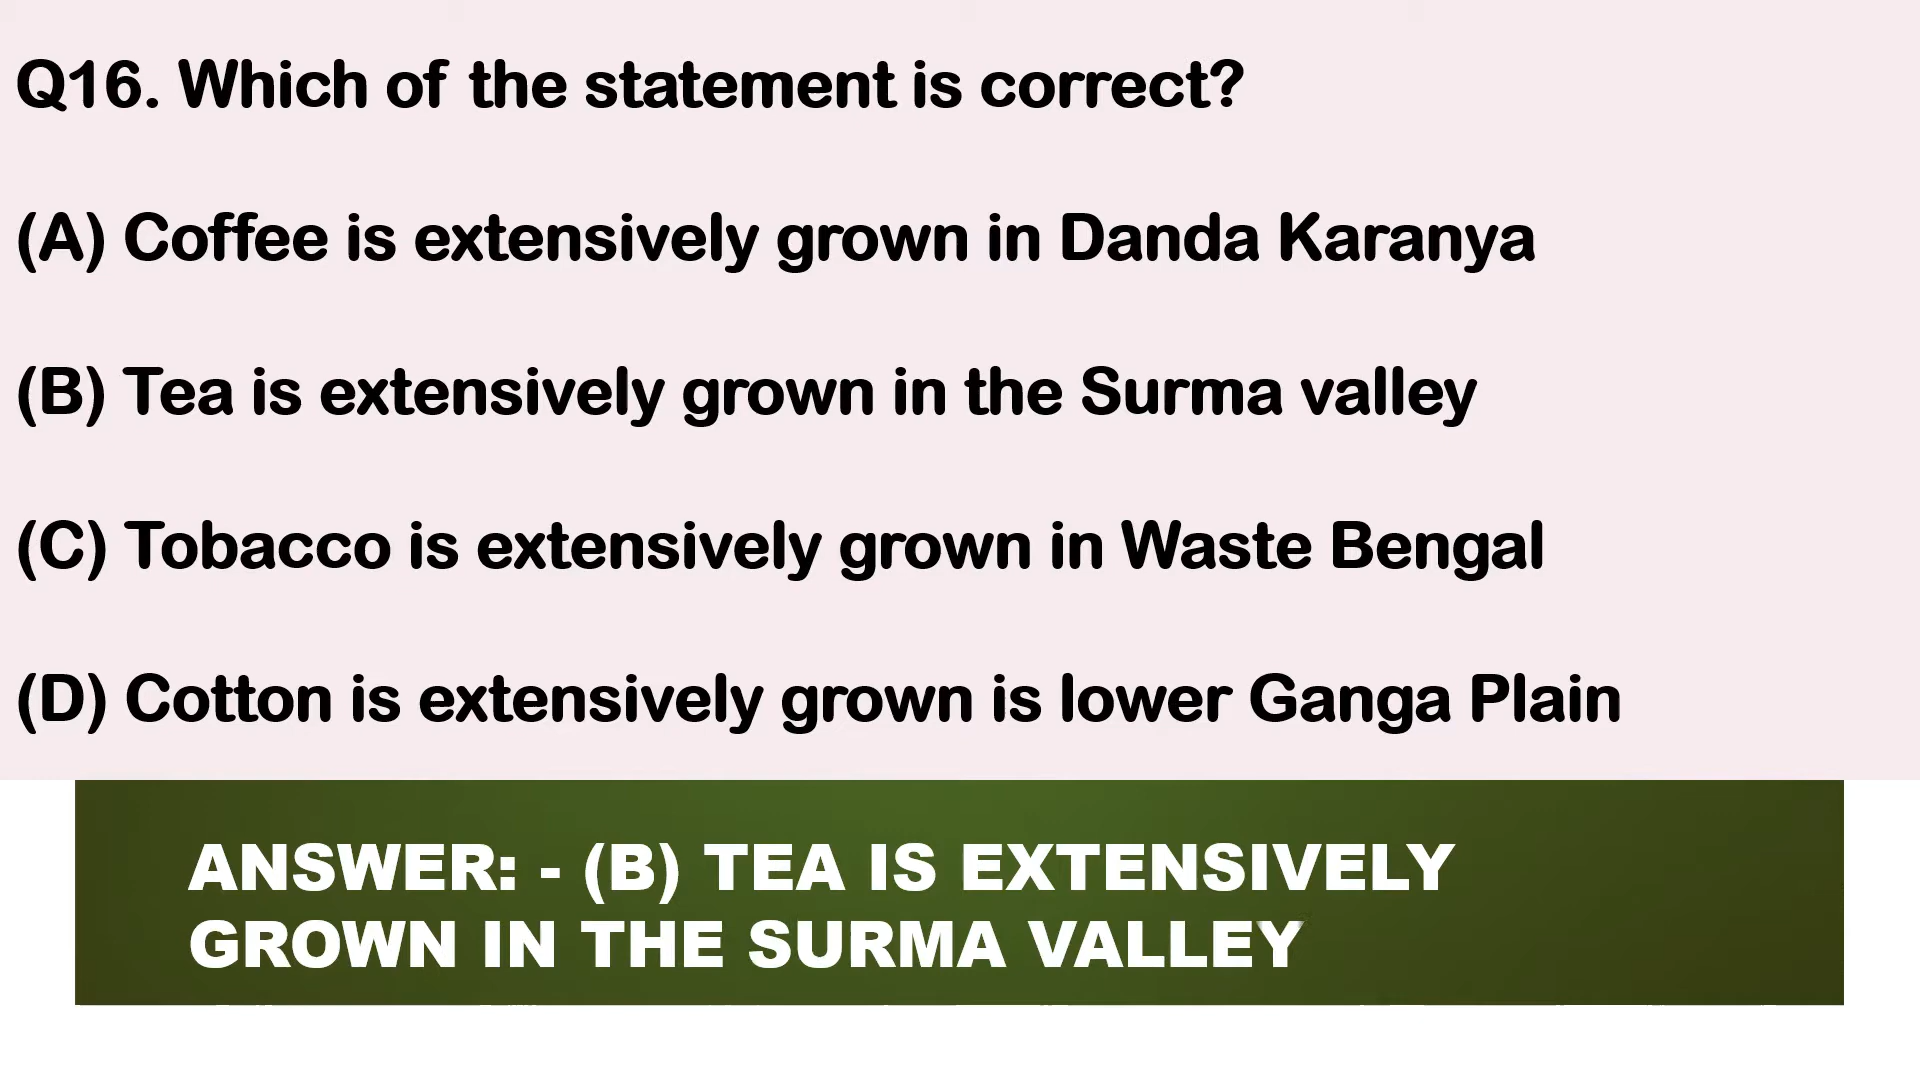 Q16. Which of the statement is correct?
(A) Coffee is extensively grown in Danda Karanya
(B) Tea is extensively grown in the Surma valley
(C) Tobacco is extensively grown in Waste Bengal
(D) Cotton is extensively grown is lower Ganga Plain
ANSWER: - (B) TEA IS EXTENSIVELY
GROWN IN THE SURMA VALLEY